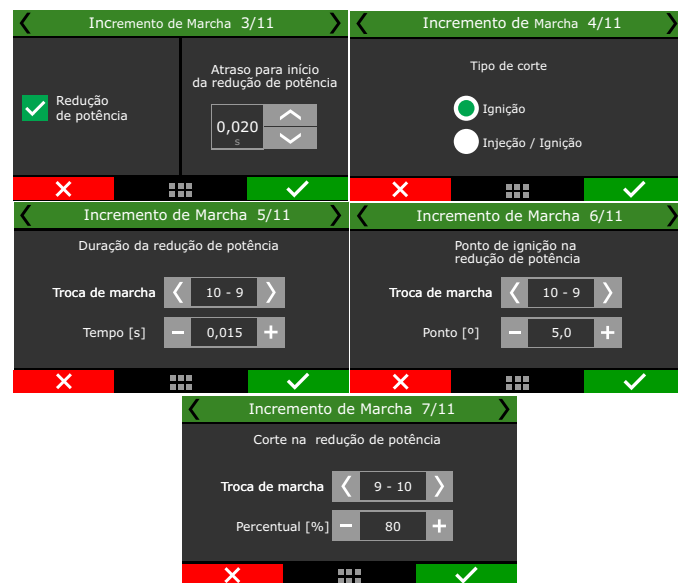 Incremento de Marcha 3/11
Redução
de potência
Atraso para início
da redução de potência
0,020
s
Incremento de Marcha 4/11
Tipo de corte
Ignição
Injeção / Ignição
Incremento de Marcha 5/11
Duração da redução de potência
Troca de marcha 10 - 9
Tempo [s] 0,015
Incremento de Marcha 6/11
Ponto de ignição na
redução de potência
Troca de marcha 10 - 9
Ponto [º] 5,0
Incremento de Marcha 7/11
Corte na redução de potência
Troca de marcha 9 - 10
Percentual [%] 80